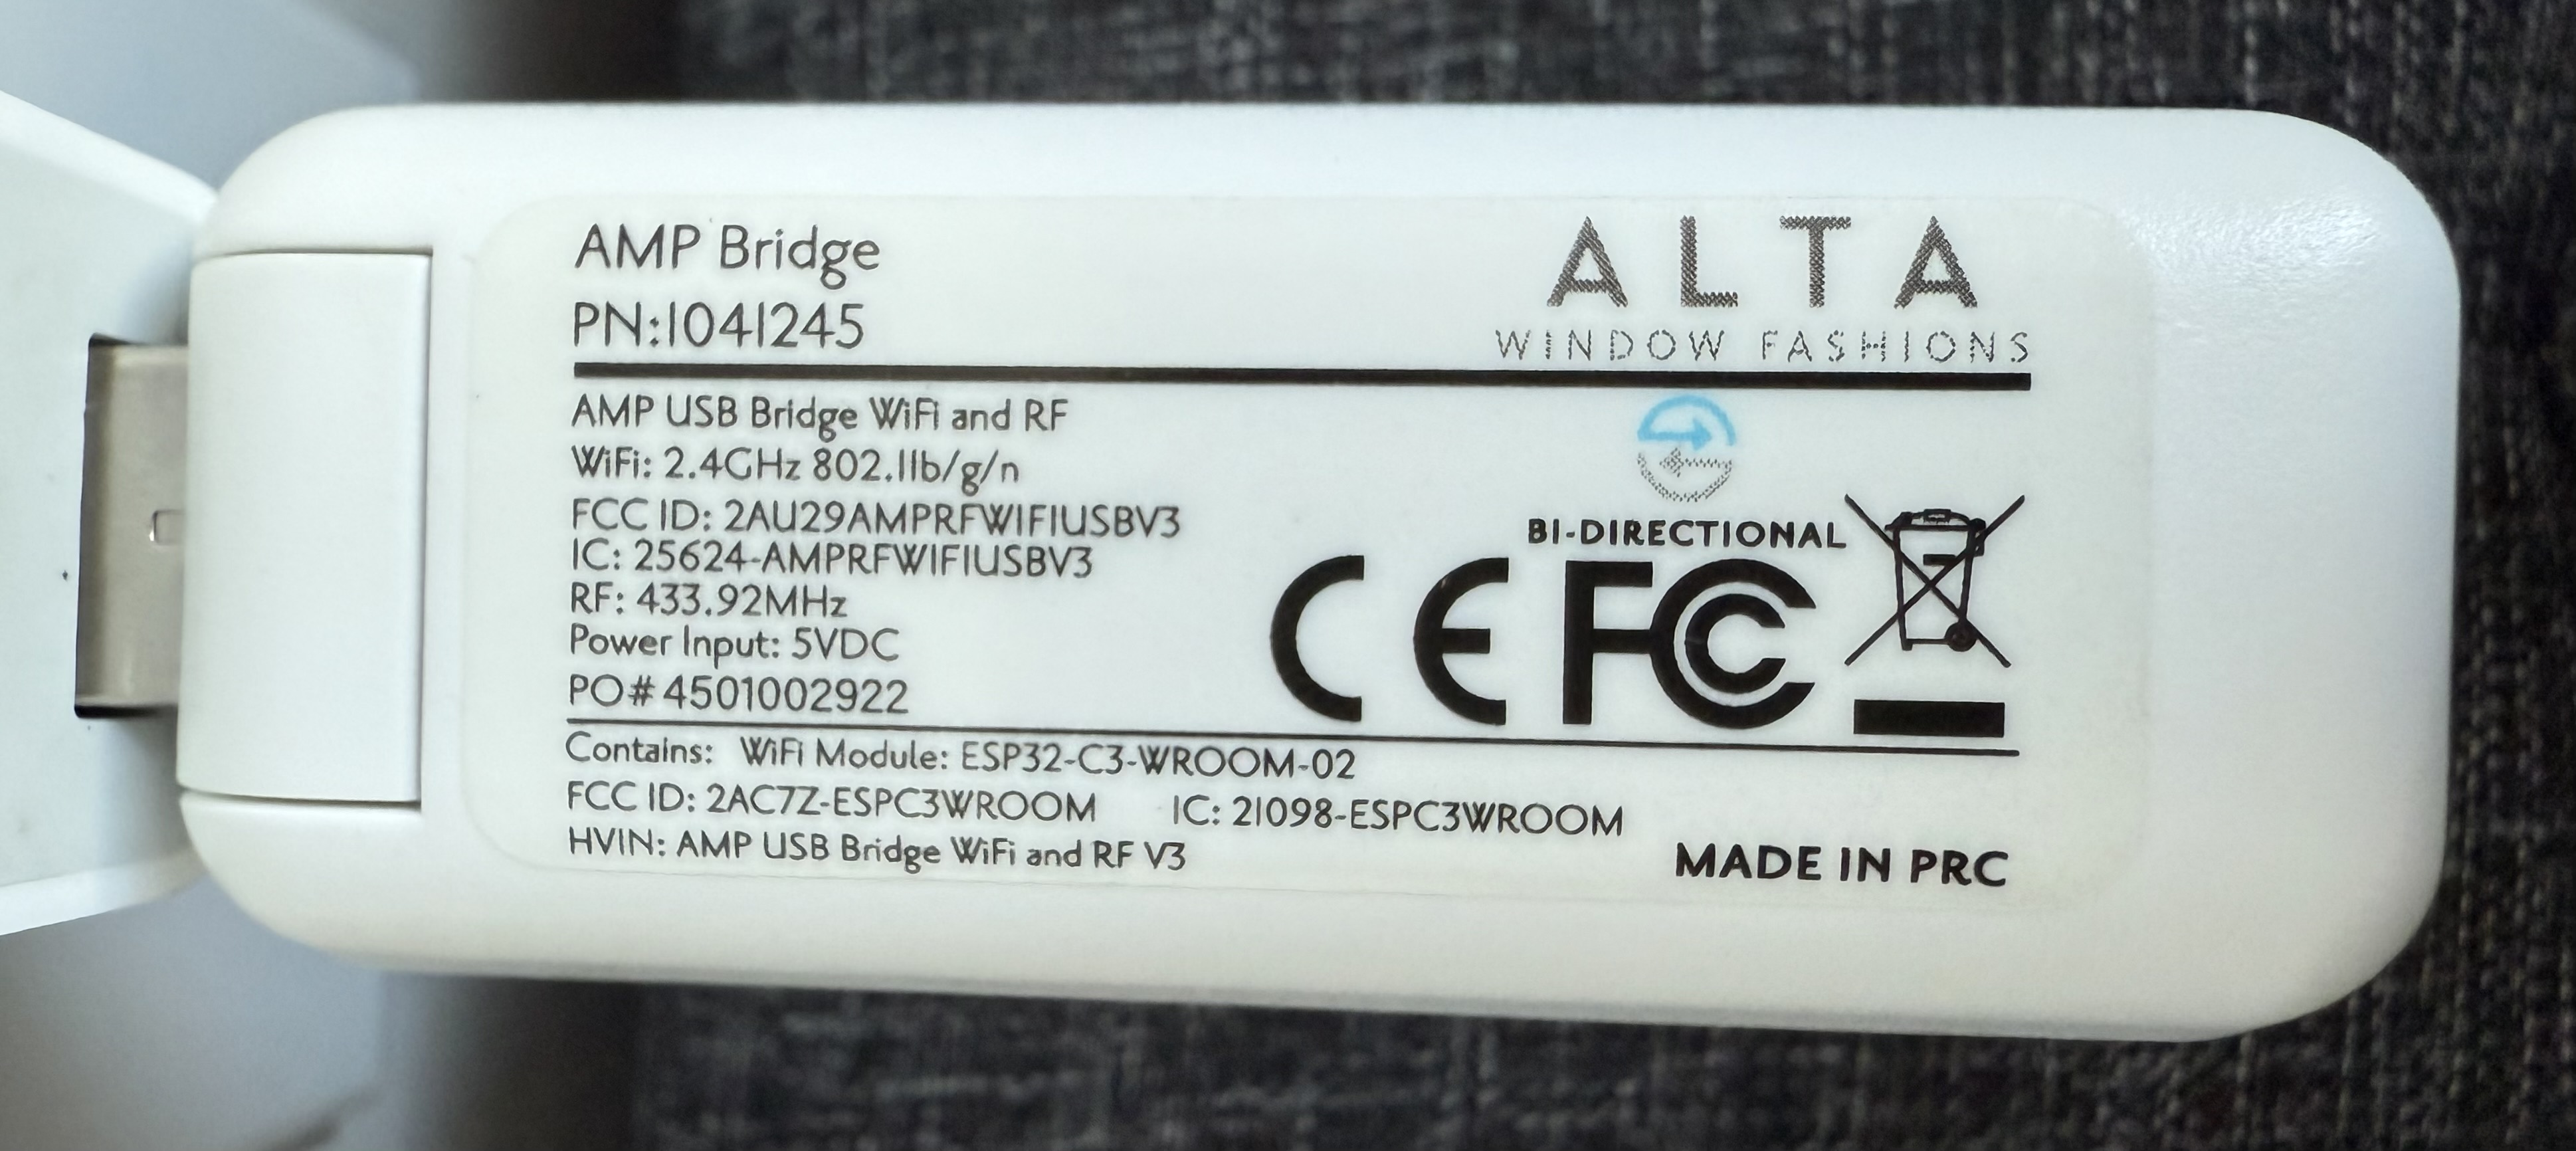 AMP Bridge
PN:1041245
ALTA
WINDOW FASHIONS
AMP USB Bridge WiFi and RF
WiFi: 2.4GHz 802.11b/g/n
FCC ID: 2AU29AMPRFWIFIUSBV3
IC: 25624-AMPRFWIFIUSBV3
RF: 433.92MHz
Power Input: 5VDC
PO# 4501002922
BI-DIRECTIONAL
CE FC
Contains: WiFi Module: ESP32-C3-WROOM-02
FCC ID: 2AC7Z-ESPC3WROOM IC: 21098-ESPC3WROOM
HVIN: AMP USB Bridge WiFi and RF V3
MADE IN PRC